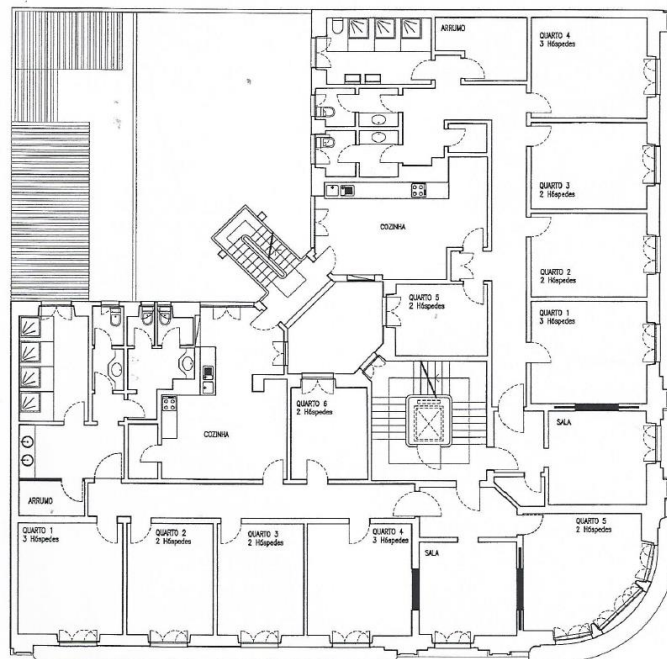 ARRUMO
QUARTO 4
3 Hóspedes
QUARTO 3
2 Hóspedes
COZINHA
QUARTO 2
2 Hóspedes
QUARTO 5
2 Hóspedes
QUARTO 1
3 Hóspedes
QUARTO 6
2 Hóspedes
SALA
COZINHA
ARRUMO
QUARTO 1
3 Hóspedes
QUARTO 2
2 Hóspedes
QUARTO 3
2 Hóspedes
QUARTO 4
3 Hóspedes
SALA
QUARTO 5
2 Hóspedes